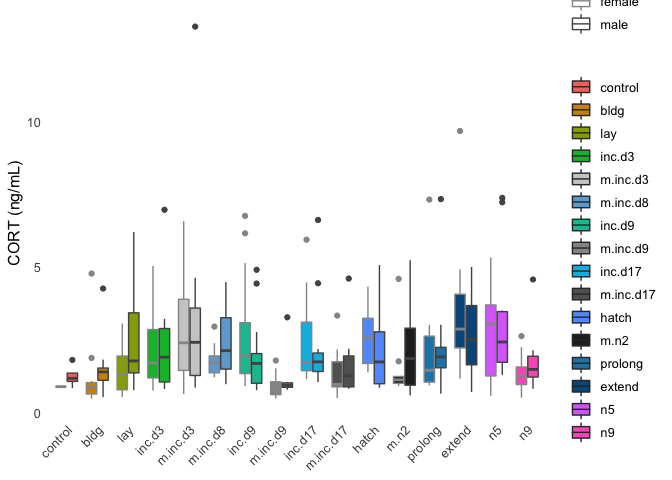 female
male
control
bldg
lay
inc.d3
m.inc.d3
m.inc.d8
inc.d9
m.inc.d9
inc.d17
m.inc.d17
hatch
m.n2
prolong
extend
n5
n9
CORT (ng/mL)
10
5
0
control
bldg
lay
inc.d3
m.inc.d3
m.inc.d8
inc.d9
m.inc.d9
inc.d17
m.inc.d17
hatch
m.n2
prolong
extend
n5
n9